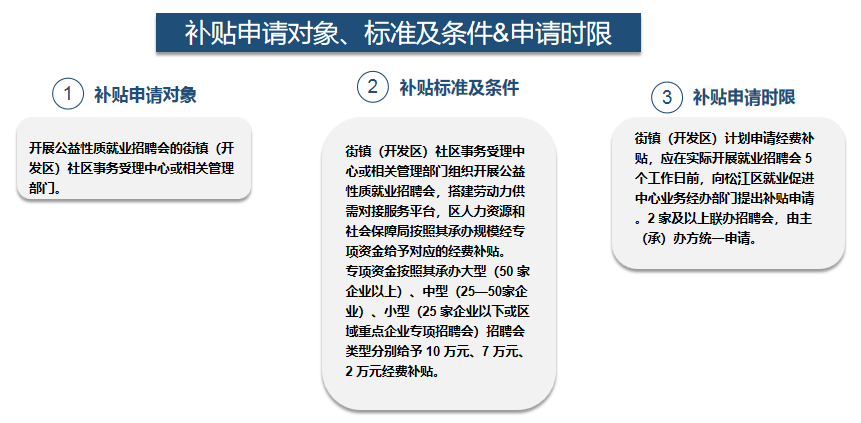 补贴申请对象、标准及条件&申请时限
1 补贴申请对象
开展公益性质就业招聘会的街镇（开
发区）社区事务受理中心或相关管理
部门。
2 补贴标准及条件
街镇（开发区）社区事务受理中
心或相关管理部门组织开展公益
性质就业招聘会，搭建劳动力供
需对接服务平台，区人力资源和
社会保障局按照其承办规模经专
项资金给予对应的经费补贴。
专项资金按照其承办大型（50 家
企业以上）、中型（25—50家企
业）、小型（25 家企业以下或区
域重点企业专项招聘会）招聘会
类型分别给予 10 万元、7 万元、
2 万元经费补贴。
3 补贴申请时限
街镇（开发区）计划申请经费补
贴，应在实际开展就业招聘会 5
个工作日前，向松江区就业促进
中心业务经办部门提出补贴申请
。2 家及以上联办招聘会，由主
（承）办方统一申请。